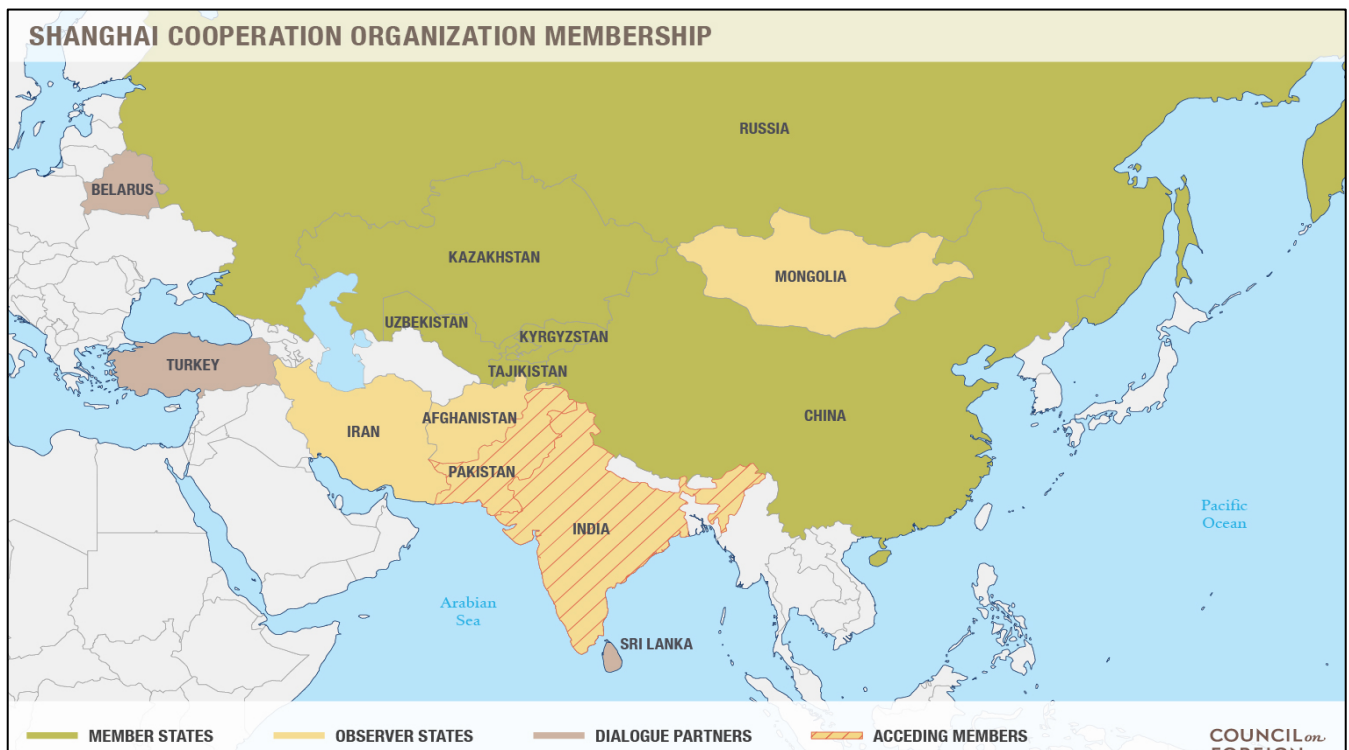 SHANGHAI COOPERATION ORGANIZATION MEMBERSHIP
RUSSIA
BELARUS
KAZAKHSTAN
MONGOLIA
UZBEKISTAN
KYRGYZSTAN
TURKEY
TAJIKISTAN
CHINA
AFGHANISTAN
IRAN
PAKISTAN
INDIA
Pacific
Ocean
Arabian
Sea
SRI LANKA
MEMBER STATES
OBSERVER STATES
DIALOGUE PARTNERS
ACCEDING MEMBERS
COUNCIL on
FOREIGN